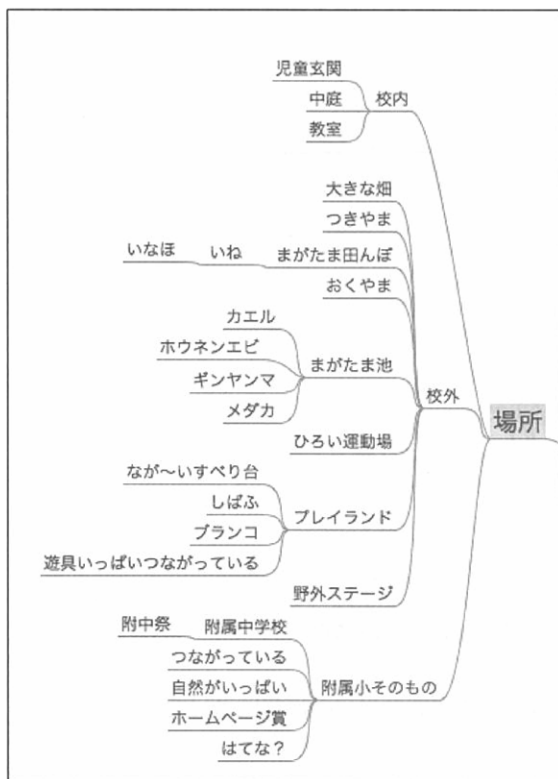 児童玄関
中庭
校内
教室
大きな畑
つきやま
いなほ いね まがたま田んぼ
おくやま
カエル
ホウネンエビ
まがたま池
ギンヤンマ
メダカ
校外
場所
ひろい運動場
なが〜いすべり台
しばふ
プレイランド
ブランコ
遊具いっぱいつながっている
野外ステージ
附中祭 附属中学校
つながっている
自然がいっぱい
附属小そのもの
ホームページ賞
はてな？